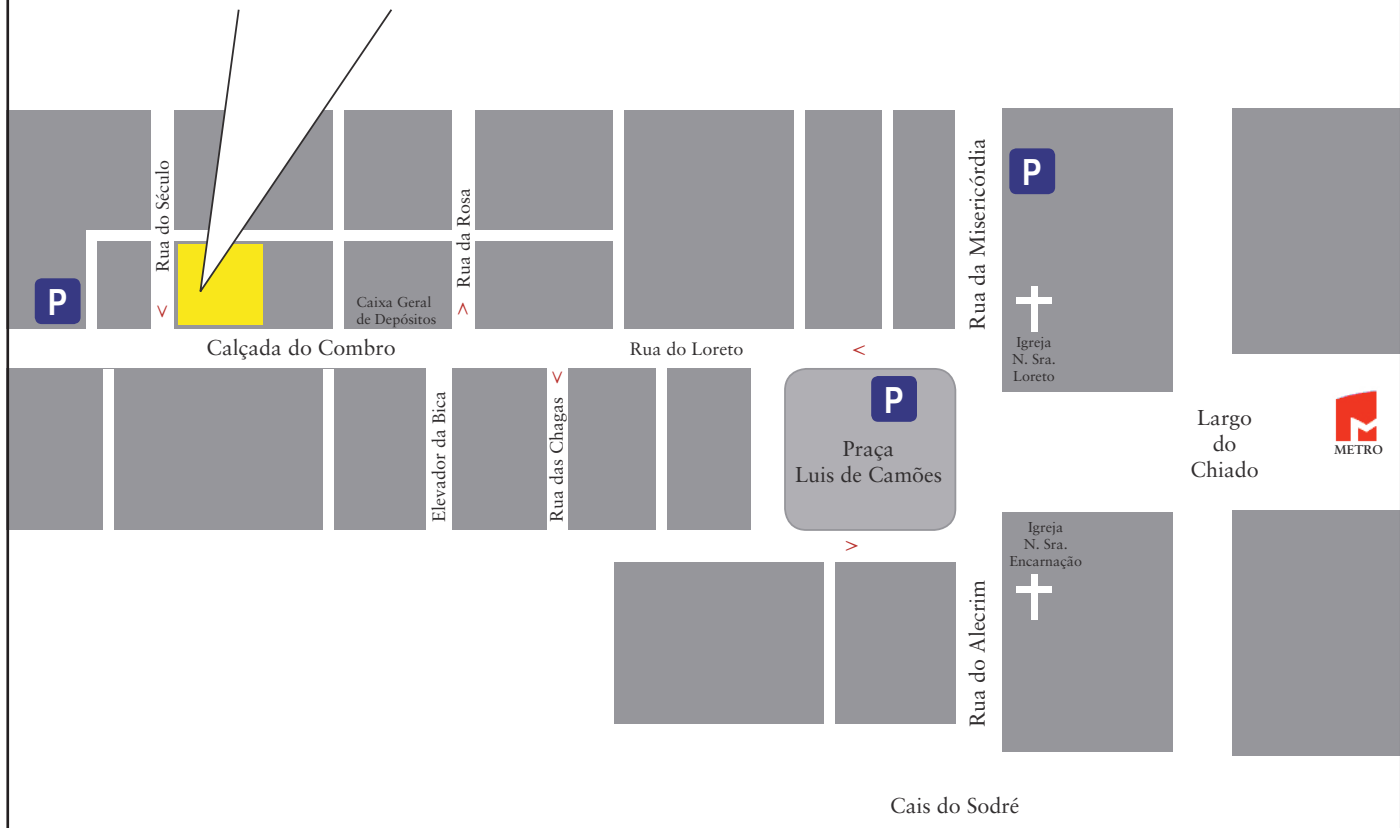 Rua do Século
Rua da Rosa
Rua da Misericórdia
P
P
<
>
Caixa Geral
de Depósitos
Igreja
N. Sra.
Loreto
Calçada do Combro
Rua do Loreto
<
Elevador da Bica
Rua das Chagas
<
P
Praça
Luis de Camões
Largo
do
Chiado
M
METRO
>
Igreja
N. Sra.
Encarnação
Rua do Alecrim
Cais do Sodré